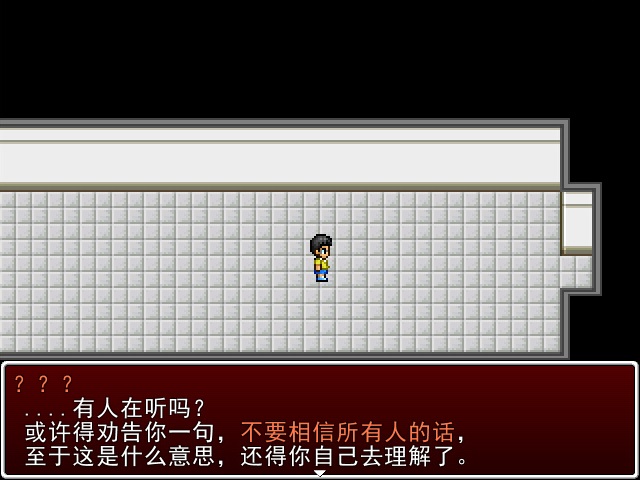 ？？？
....有人在听吗？
或许得劝告你一句，不要相信所有人的话，
至于这是什么意思，还得你自己去理解了。